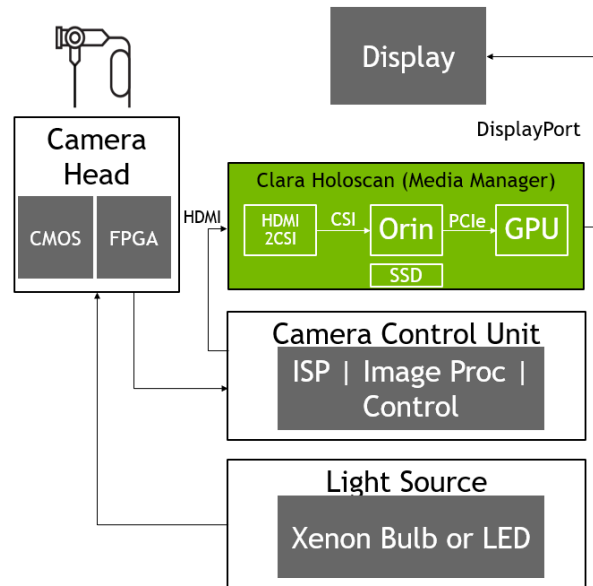 Display
DisplayPort
Camera
Head
CMOS
FPGA
HDMI
Clara Holoscan (Media Manager)
HDMI
2CSI
CSI
Orin
PCIe
GPU
SSD
Camera Control Unit
ISP | Image Proc |
Control
Light Source
Xenon Bulb or LED